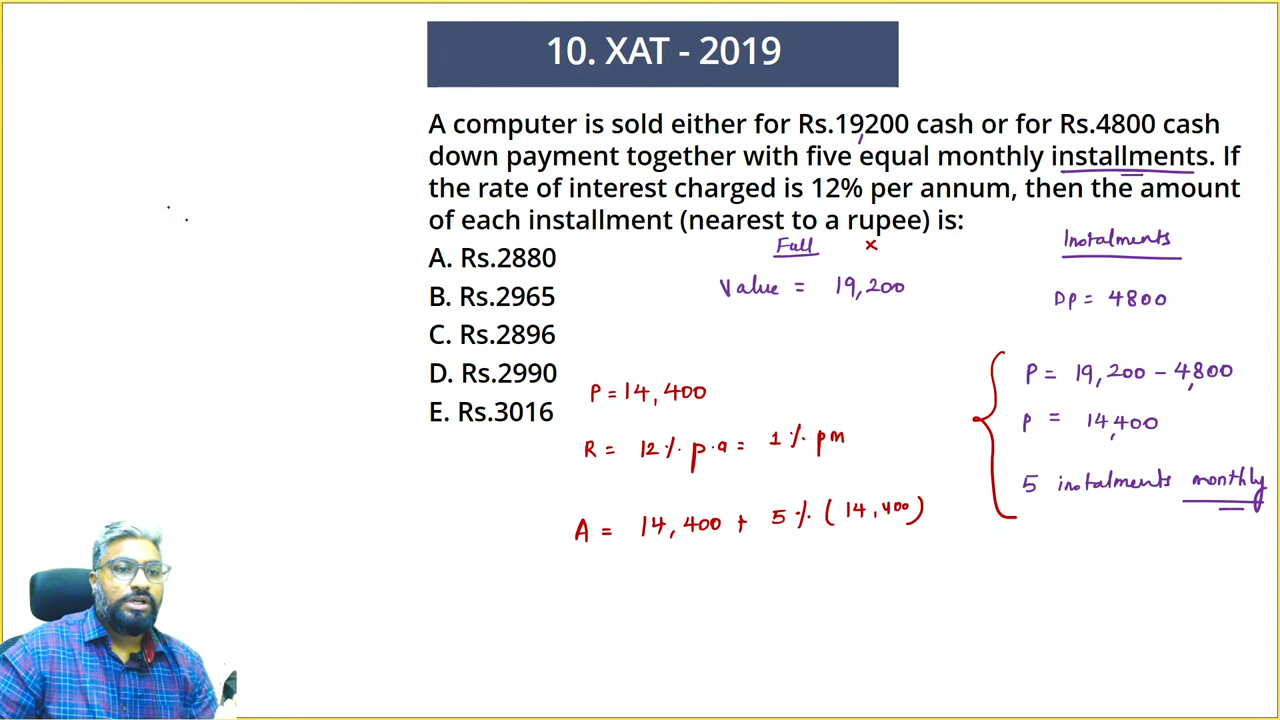 10. XAT - 2019
A computer is sold either for Rs.19200 cash or for Rs.4800 cash
down payment together with five equal monthly installments. If
the rate of interest charged is 12% per annum, then the amount
of each installment (nearest to a rupee) is:
A. Rs.2880
B. Rs.2965
C. Rs.2896
D. Rs.2990
E. Rs.3016
Full x
Value = 19,200
Instalments
DP = 4800
P = 19,200 - 4,800
P = 14,400
5 instalments monthly
P = 14,400
R = 12 % p.a = 1 % pm
A = 14,400 + 5 % ( 14,400 )